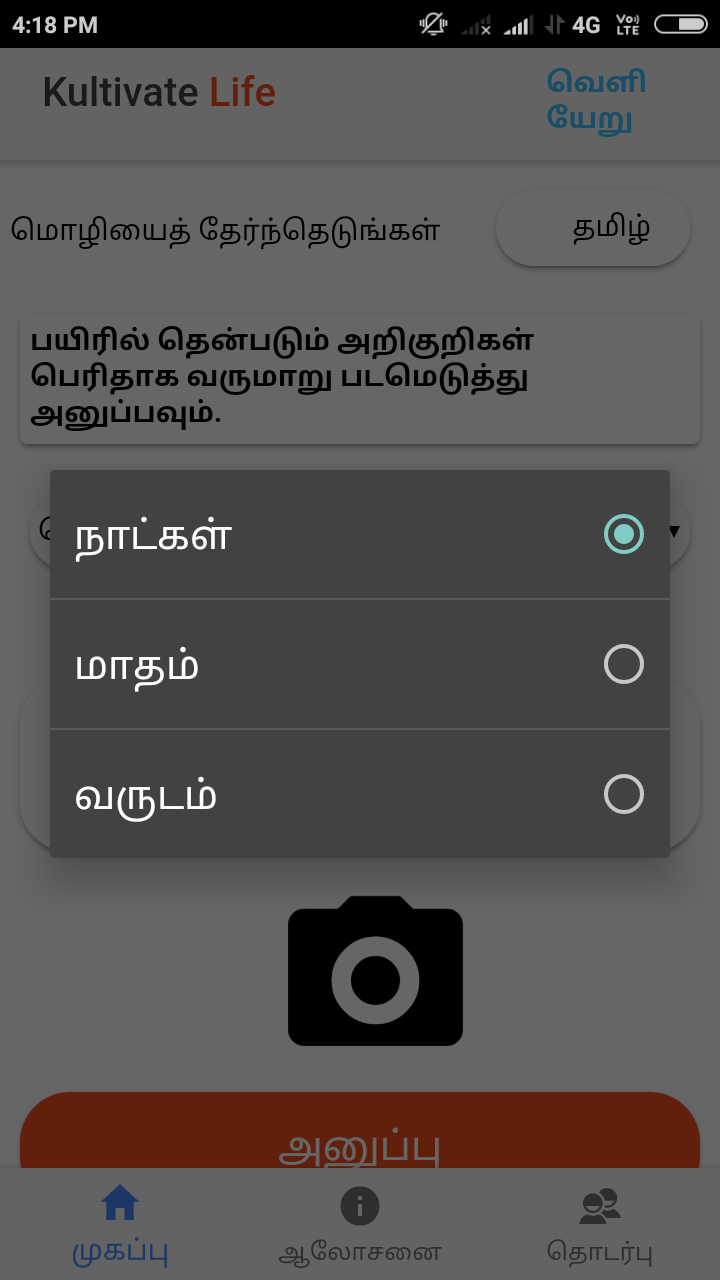 4:18 PM
4G
Vo)) LTE
Kultivate Life
வெளி
யேறு
மொழியைத் தேர்ந்தெடுங்கள்
தமிழ்
பயிரில் தென்படும் அறிகுறிகள்
பெரிதாக வருமாறு படமெடுத்து
அனுப்பவும்.
நாட்கள்
மாதம்
வருடம்
அனுப்பு
முகப்பு
ஆலோசனை
தொடர்பு